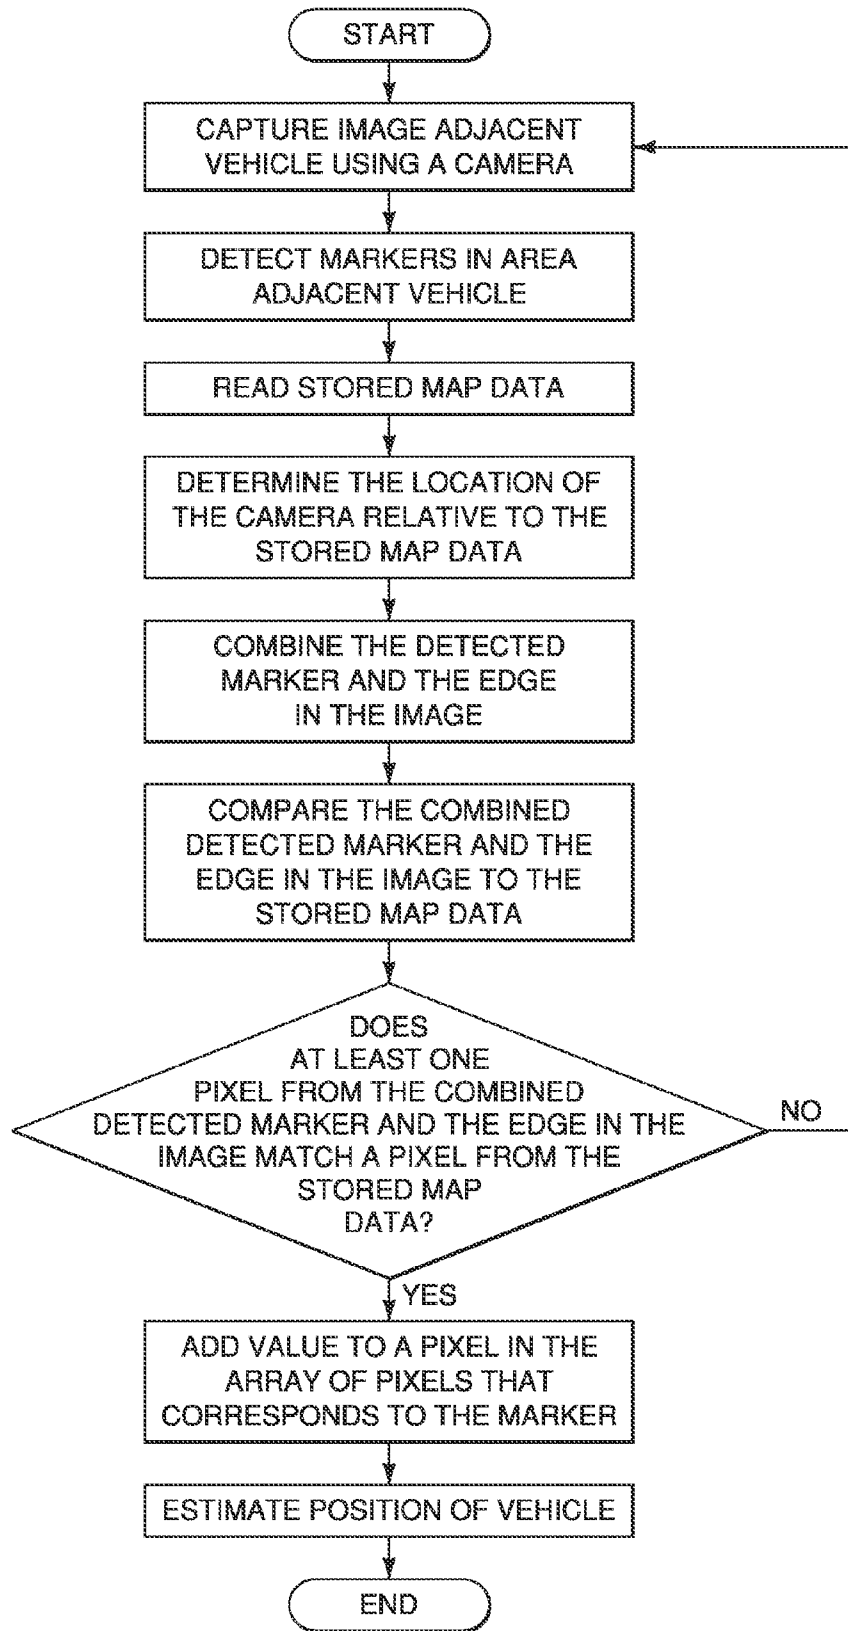 START
CAPTURE IMAGE ADJACENT
VEHICLE USING A CAMERA
DETECT MARKERS IN AREA
ADJACENT VEHICLE
READ STORED MAP DATA
DETERMINE THE LOCATION OF
THE CAMERA RELATIVE TO THE
STORED MAP DATA
COMBINE THE DETECTED
MARKER AND THE EDGE
IN THE IMAGE
COMPARE THE COMBINED
DETECTED MARKER AND THE
EDGE IN THE IMAGE TO THE
STORED MAP DATA
DOES
AT LEAST ONE
PIXEL FROM THE COMBINED
DETECTED MARKER AND THE EDGE IN THE
IMAGE MATCH A PIXEL FROM THE
STORED MAP
DATA?
NO
YES
ADD VALUE TO A PIXEL IN THE
ARRAY OF PIXELS THAT
CORRESPONDS TO THE MARKER
ESTIMATE POSITION OF VEHICLE
END